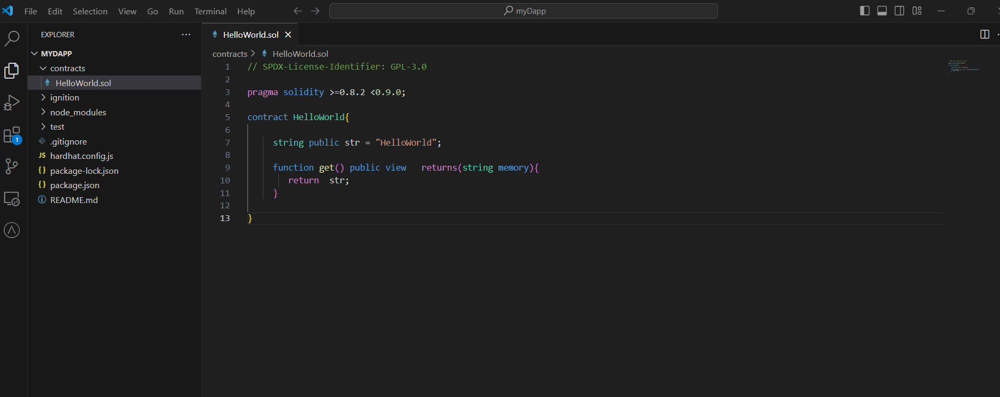 File Edit Selection View Go Run Terminal Help
myDapp
EXPLORER
HelloWorld.sol
MYDAPP
contracts
HelloWorld.sol
ignition
node_modules
test
.gitignore
JS hardhat.config.js
{} package-lock.json
{} package.json
README.md
1
contracts > HelloWorld.sol
1 // SPDX-License-Identifier: GPL-3.0
2
3 pragma solidity >=0.8.2 <0.9.0;
4
5 contract HelloWorld{
6
7 string public str = "HelloWorld";
8
9 function get() public view   returns(string memory){
10 return  str;
11 }
12
13 }